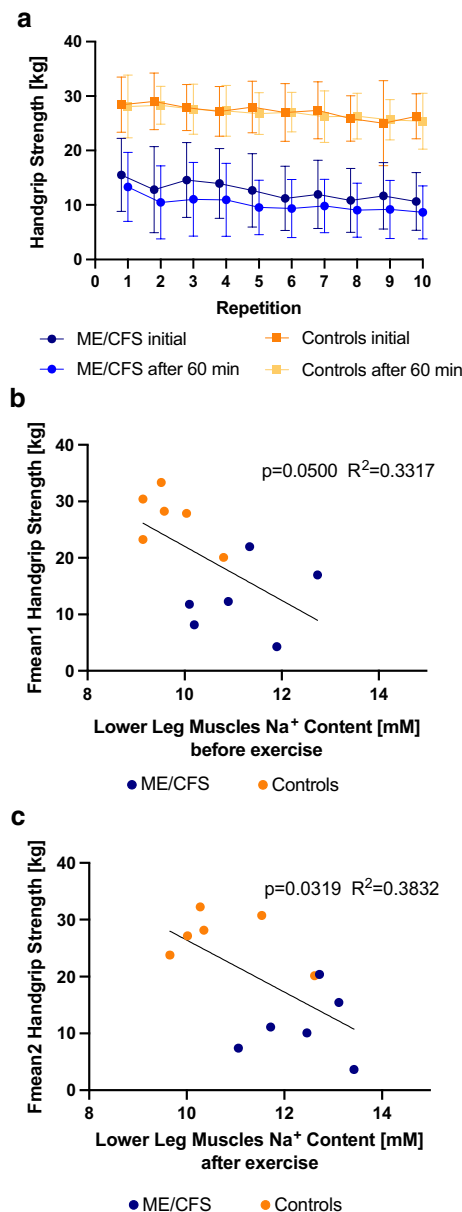 a
Handgrip Strength [kg]
40
30
20
10
0
0 1 2 3 4 5 6 7 8 9 10
Repetition
ME/CFS initial Controls initial
ME/CFS after 60 min Controls after 60 min
b
p=0.0500 R²=0.3317
Fmean1 Handgrip Strength [kg]
40
30
20
10
0
8 10 12 14
Lower Leg Muscles Na⁺ Content [mM]
before exercise
ME/CFS Controls
c
p=0.0319 R²=0.3832
Fmean2 Handgrip Strength [kg]
40
30
20
10
0
8 10 12 14
Lower Leg Muscles Na⁺ Content [mM]
after exercise
ME/CFS Controls